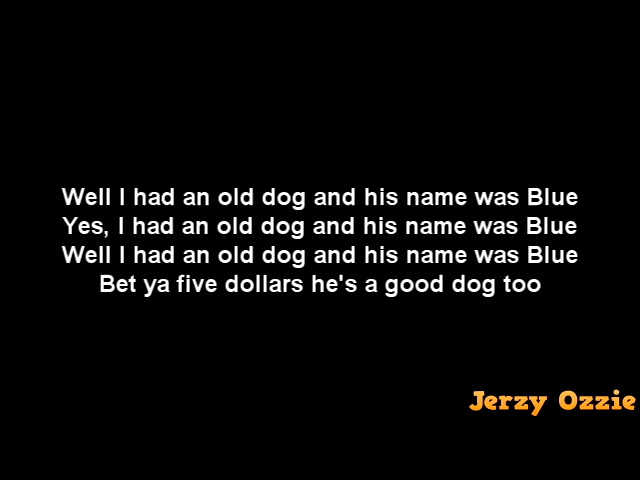 Well I had an old dog and his name was Blue
Yes, I had an old dog and his name was Blue
Well I had an old dog and his name was Blue
Bet ya five dollars he's a good dog too
Jerzy Ozzie